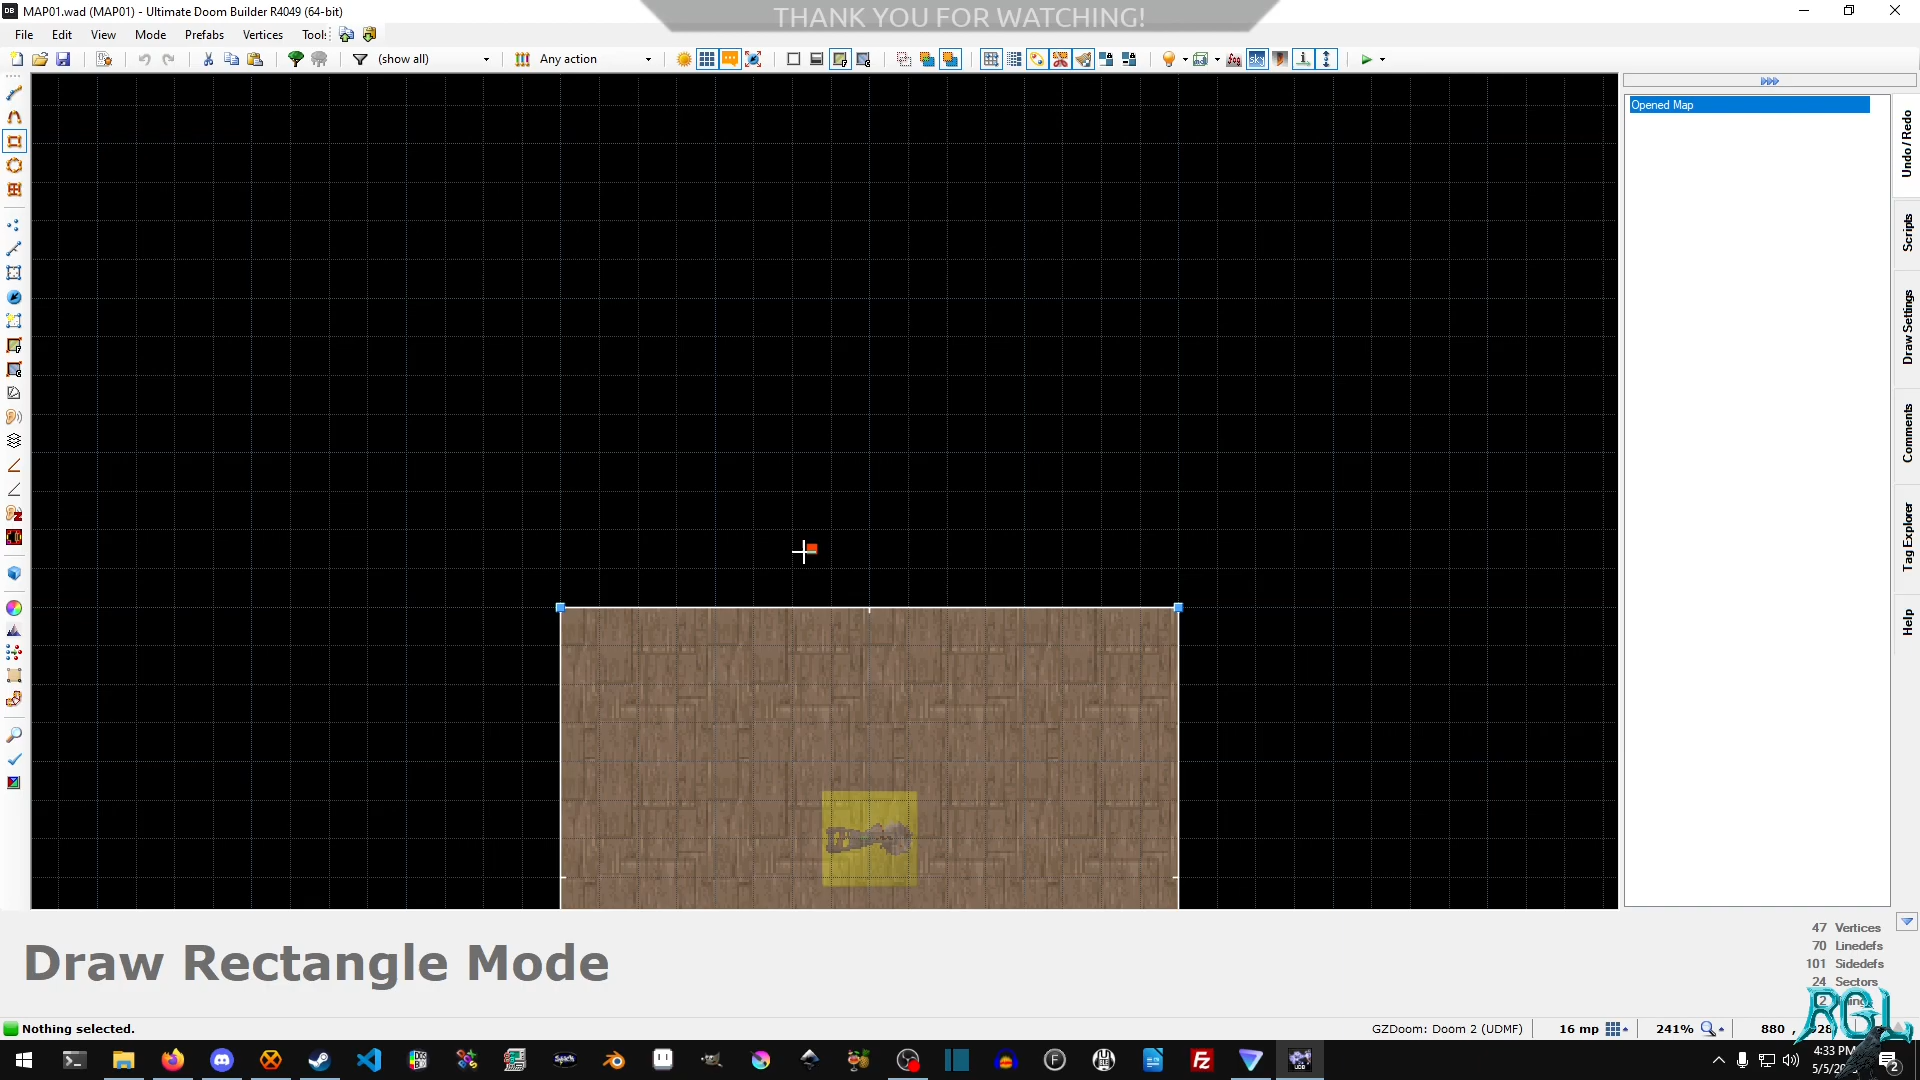 MAP01.wad (MAP01) - Ultimate Doom Builder R4049 (64-bit)
THANK YOU FOR WATCHING!
File Edit View Mode Prefabs Vertices Tool:
(show all) Any action
Opened Map
Undo / Redo
Scripts
Draw Settings
Comments
Tag Explorer
Help
Draw Rectangle Mode
47 Vertices
70 Linedefs
101 Sidedefs
24 Sectors
Nothing selected.
GZDoom: Doom 2 (UDMF) 16 mp 241% 880 ,
RGL
4:33 PM